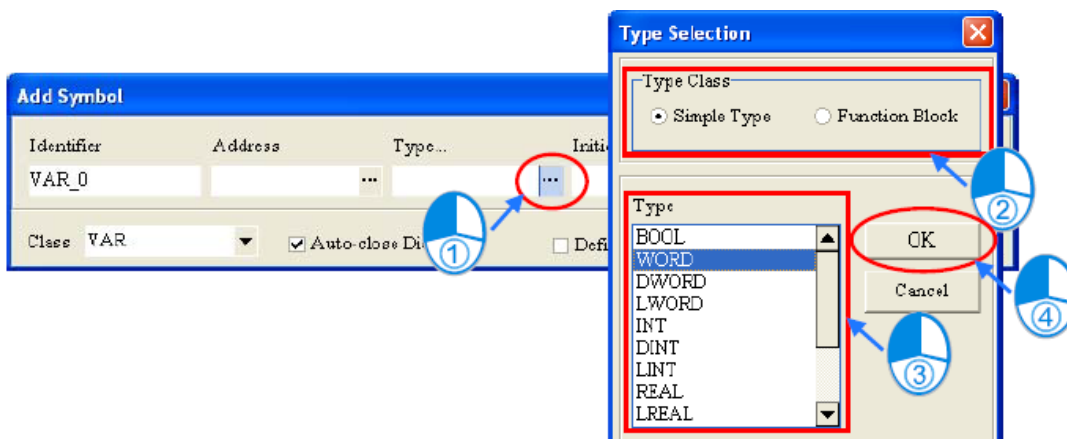 Add Symbol
Identifier Address Type... Initi
VAR_0 ... ...
Class VAR Auto-close Di Defi
①
Type Selection
Type Class
Simple Type Function Block
②
Type
BOOL
WORD
DWORD
LWORD
INT
DINT
LINT
REAL
LREAL
OK
Cancel
③
④